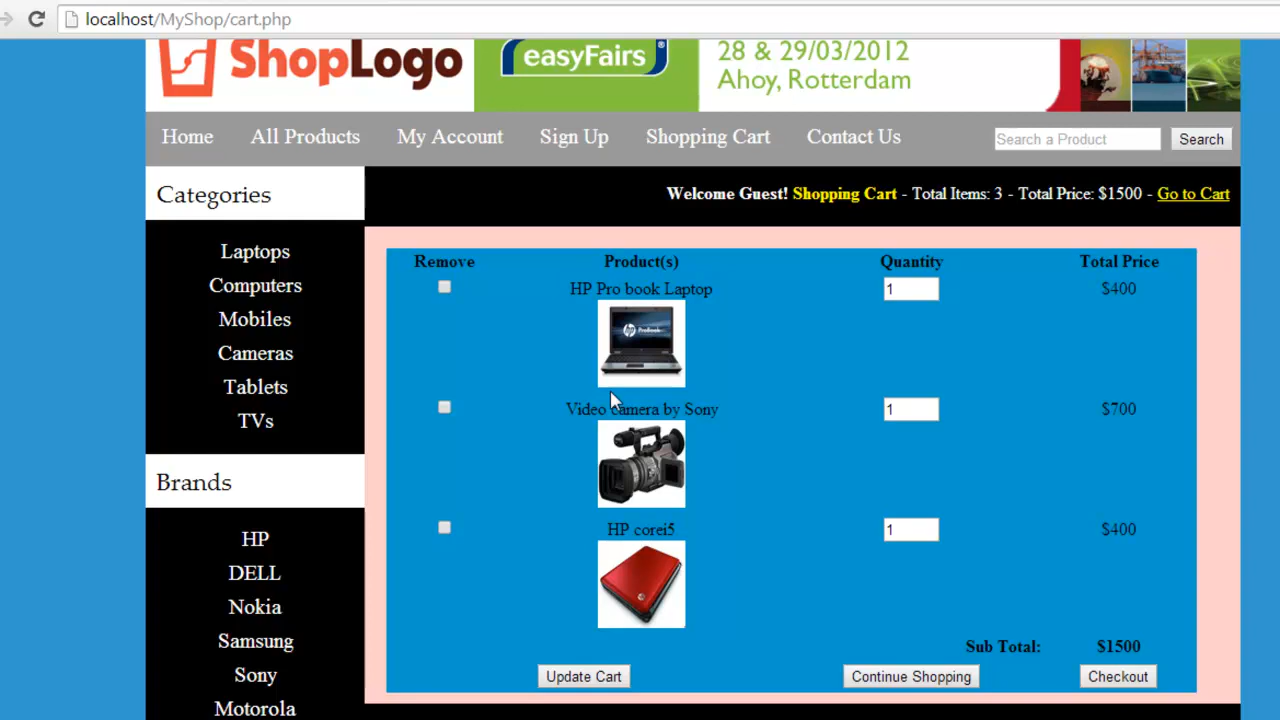 localhost/MyShop/cart.php
ShopLogo
easyFairs®
28 & 29/03/2012
Ahoy, Rotterdam
Home All Products My Account Sign Up Shopping Cart Contact Us Search a Product Search
Categories
Welcome Guest! Shopping Cart - Total Items: 3 - Total Price: $1500 - Go to Cart
Laptops
Computers
Mobiles
Cameras
Tablets
TVs
Brands
HP
DELL
Nokia
Samsung
Sony
Motorola
Remove Product(s) Quantity Total Price
HP Pro book Laptop 1 $400
hp ProBook
Video camera by Sony 1 $700
HP corei5 1 $400
Sub Total: $1500
Update Cart Continue Shopping Checkout